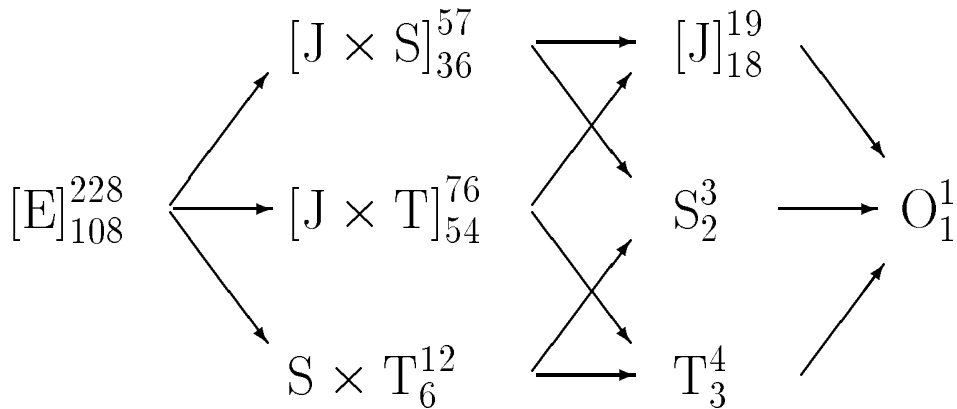 [J × S]^{57}_{36} [J]^{19}_{18}
[E]^{228}_{108} [J × T]^{76}_{54} S^{3}_{2} O^{1}_{1}
S × T^{12}_{6} T^{4}_{3}